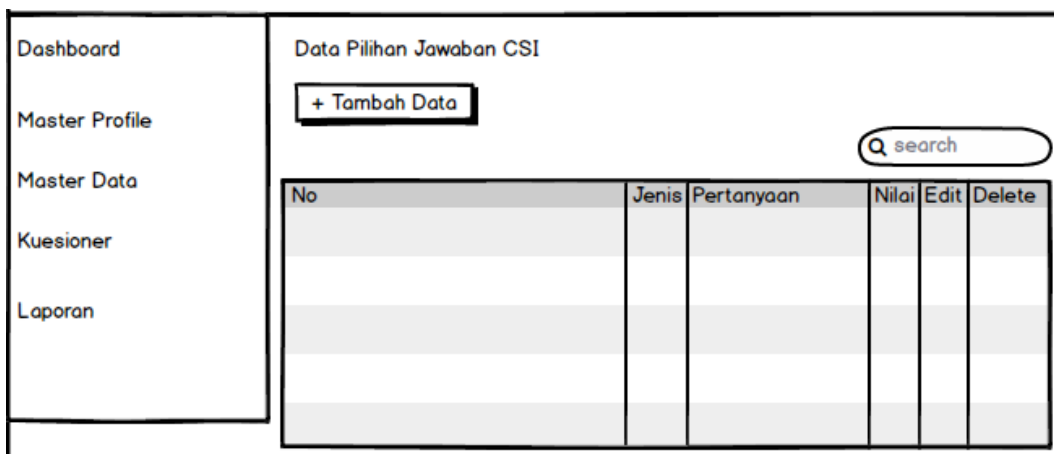 Dashboard
Master Profile
Master Data
Kuesioner
Laporan
Data Pilihan Jawaban CSI
+ Tambah Data
search
No Jenis Pertanyaan Nilai Edit Delete